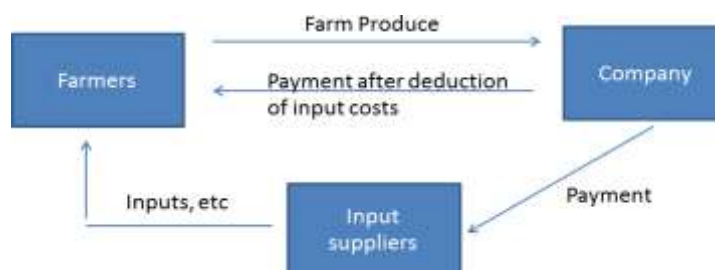 Farm Produce
Farmers
Company
Payment after deduction
of input costs
Inputs, etc
Input
suppliers
Payment